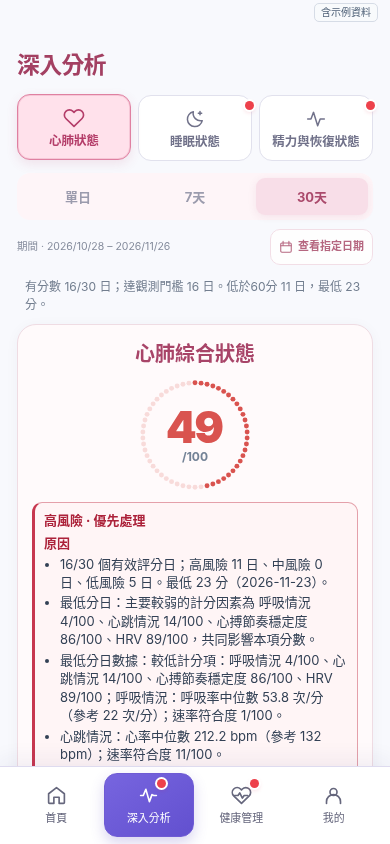 含示例資料
深入分析
心肺狀態
睡眠狀態
精力與恢復狀態
單日
7天
30天
期間 · 2026/10/28 – 2026/11/26
查看指定日期
有分數 16/30 日；達觀測門檻 16 日。低於60分 11 日，最低 23
分。
心肺綜合狀態
49
/100
高風險 · 優先處理
原因
• 16/30 個有效評分日；高風險 11 日、中風險 0
日、低風險 5 日。最低 23 分（2026-11-23）。
• 最低分日：主要較弱的計分因素為 呼吸情況
4/100、心跳情況 14/100、心搏節奏穩定度
86/100、HRV 89/100，共同影響本項分數。
• 最低分日數據：較低計分項：呼吸情況 4/100、心
跳情況 14/100、心搏節奏穩定度 86/100、HRV
89/100；呼吸情況：呼吸率中位數 53.8 次/分
（參考 22 次/分）；速率符合度 1/100。
• 心跳情況：心率中位數 212.2 bpm（參考 132
bpm）；速率符合度 11/100。
首頁
深入分析
健康管理
我的